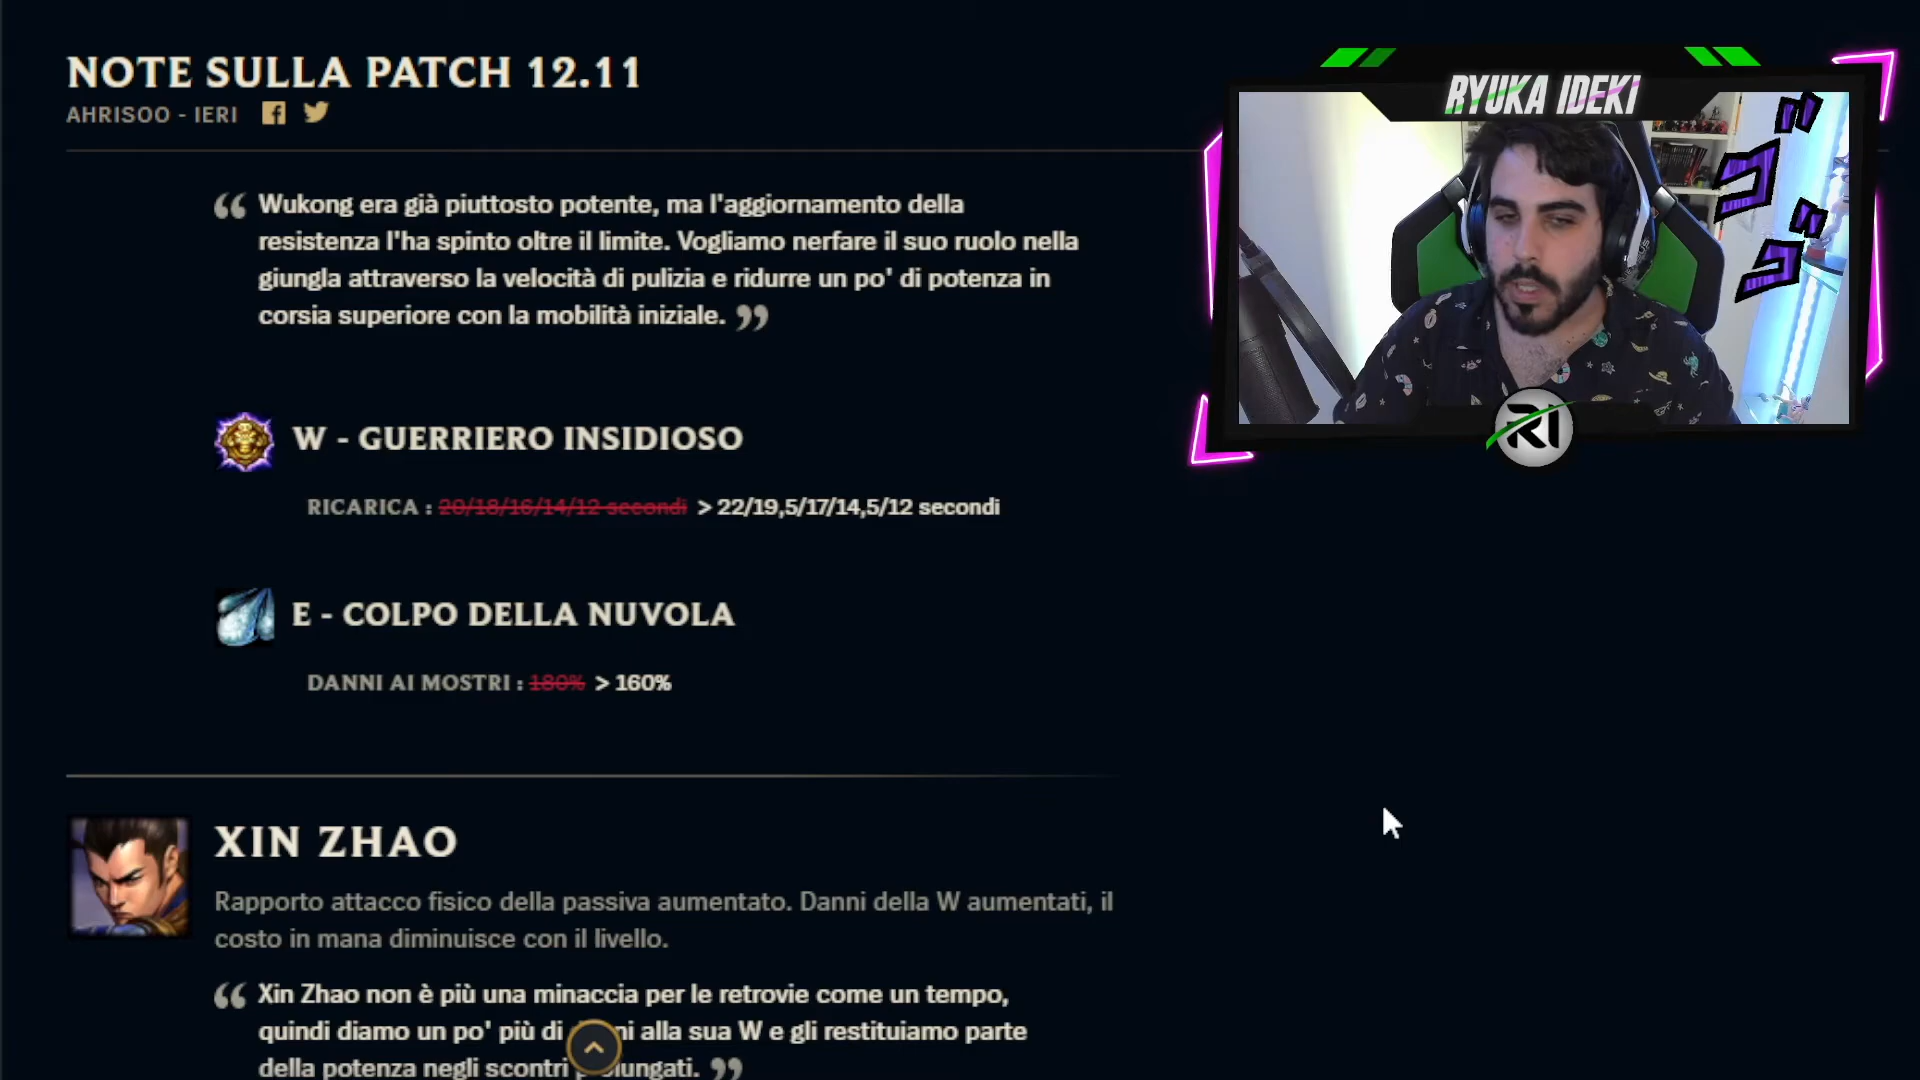 NOTE SULLA PATCH 12.11
AHRISOO - IERI
RYUKA IDEKI
Wukong era già piuttosto potente, ma l'aggiornamento della
resistenza l'ha spinto oltre il limite. Vogliamo nerfare il suo ruolo nella
giungla attraverso la velocità di pulizia e ridurre un po' di potenza in
corsia superiore con la mobilità iniziale.
RI
W - GUERRIERO INSIDIOSO
RICARICA : 20/18/16/14/12 secondi > 22/19,5/17/14,5/12 secondi
E - COLPO DELLA NUVOLA
DANNI AI MOSTRI : 180% > 160%
XIN ZHAO
Rapporto attacco fisico della passiva aumentato. Danni della W aumentati, il
costo in mana diminuisce con il livello.
Xin Zhao non è più una minaccia per le retrovie come un tempo,
quindi diamo un po' più di alla sua W e gli restituiamo parte
della potenza negli scontri